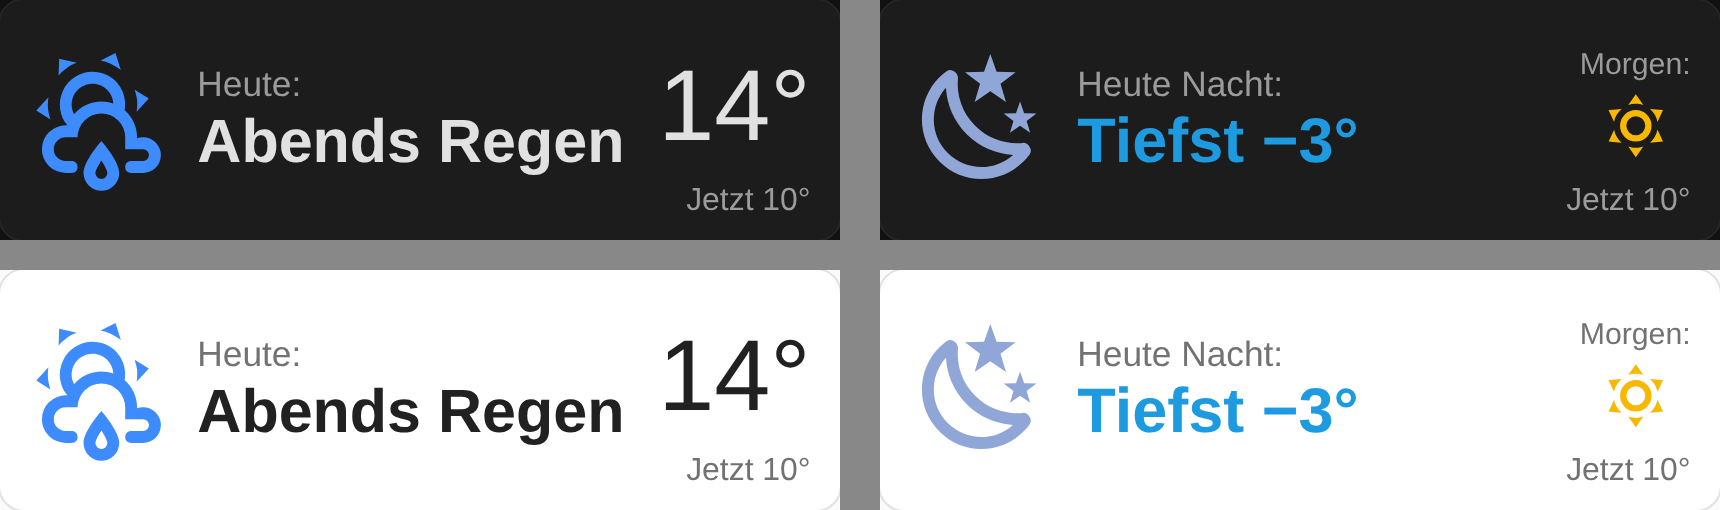 Heute:
Abends Regen
14°
Jetzt 10°
Heute Nacht:
Tiefst −3°
Morgen:
Jetzt 10°
Heute:
Abends Regen
14°
Jetzt 10°
Heute Nacht:
Tiefst −3°
Morgen:
Jetzt 10°